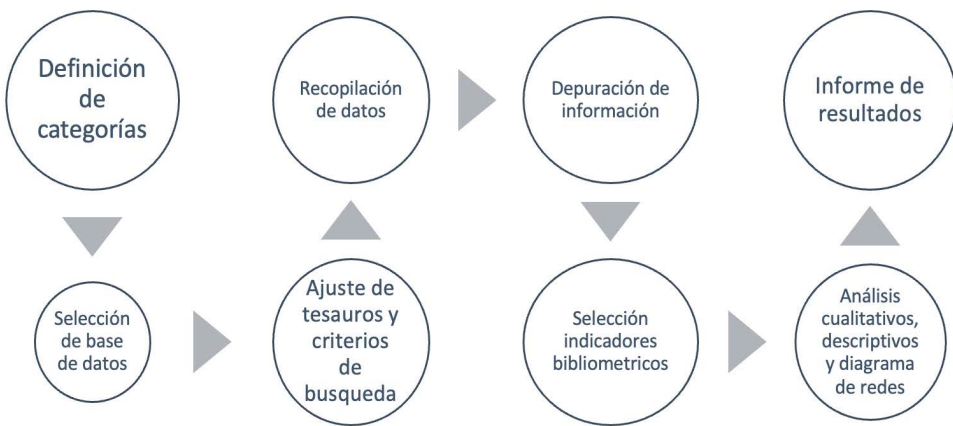 Definición
de
categorías
Selección
de base
de datos
Ajuste de
tesauros y
criterios
de
busqueda
Recopilación
de datos
Depuración de
información
Selección
indicadores
bibliometricos
Análisis
cualitativos,
descriptivos
y diagrama
de redes
Informe de
resultados